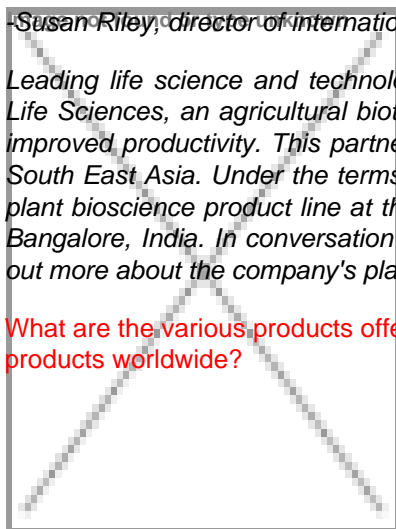 -Susan Riley, director of internatio
Leading life science and technol
Life Sciences, an agricultural biot
improved productivity. This partne
South East Asia. Under the terms
plant bioscience product line at th
Bangalore, India. In conversation
out more about the company's pla
What are the various products offe
products worldwide?